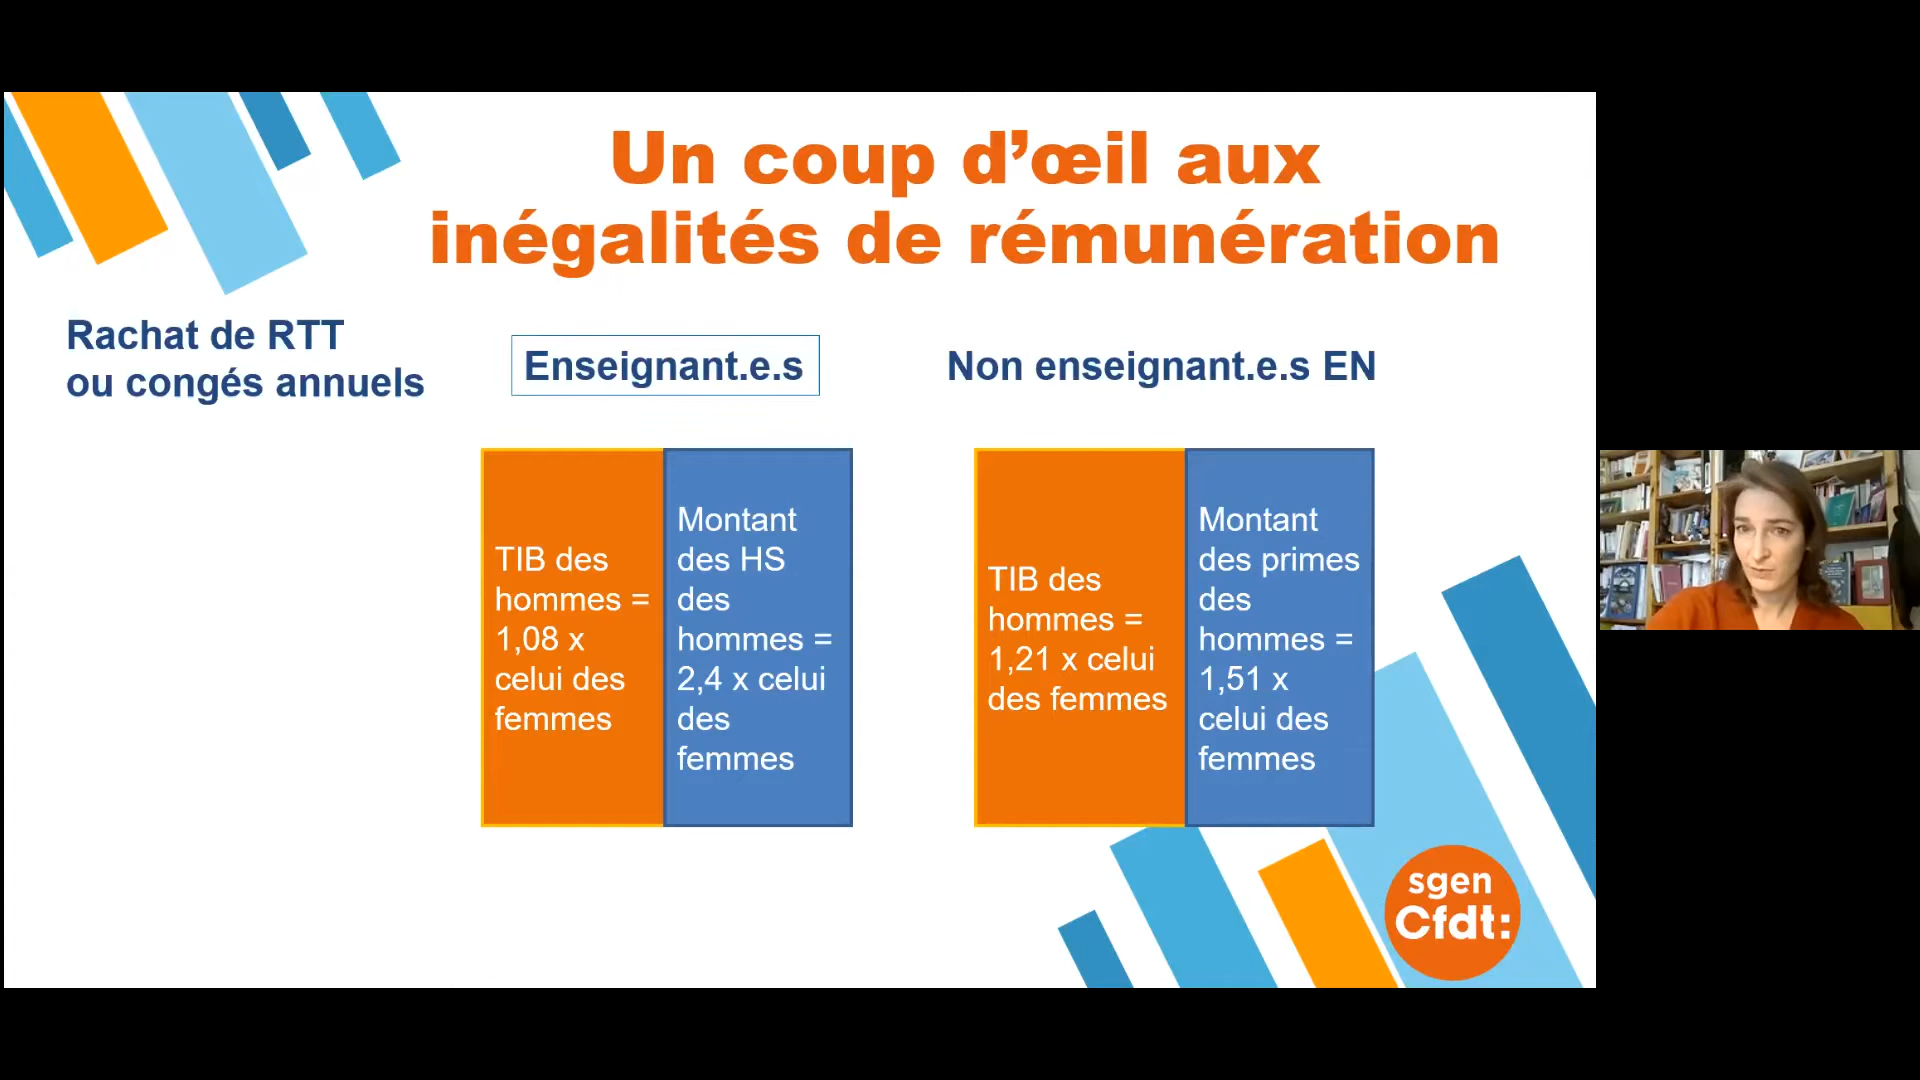 Un coup d’œil aux
inégalités de rémunération
Rachat de RTT
ou congés annuels
Enseignant.e.s
Non enseignant.e.s EN
TIB des
hommes =
1,08 x
celui des
femmes
Montant
des HS
des
hommes =
2,4 x celui
des
femmes
TIB des
hommes =
1,21 x celui
des femmes
Montant
des primes
des
hommes =
1,51 x
celui des
femmes
sgen
Cfdt: